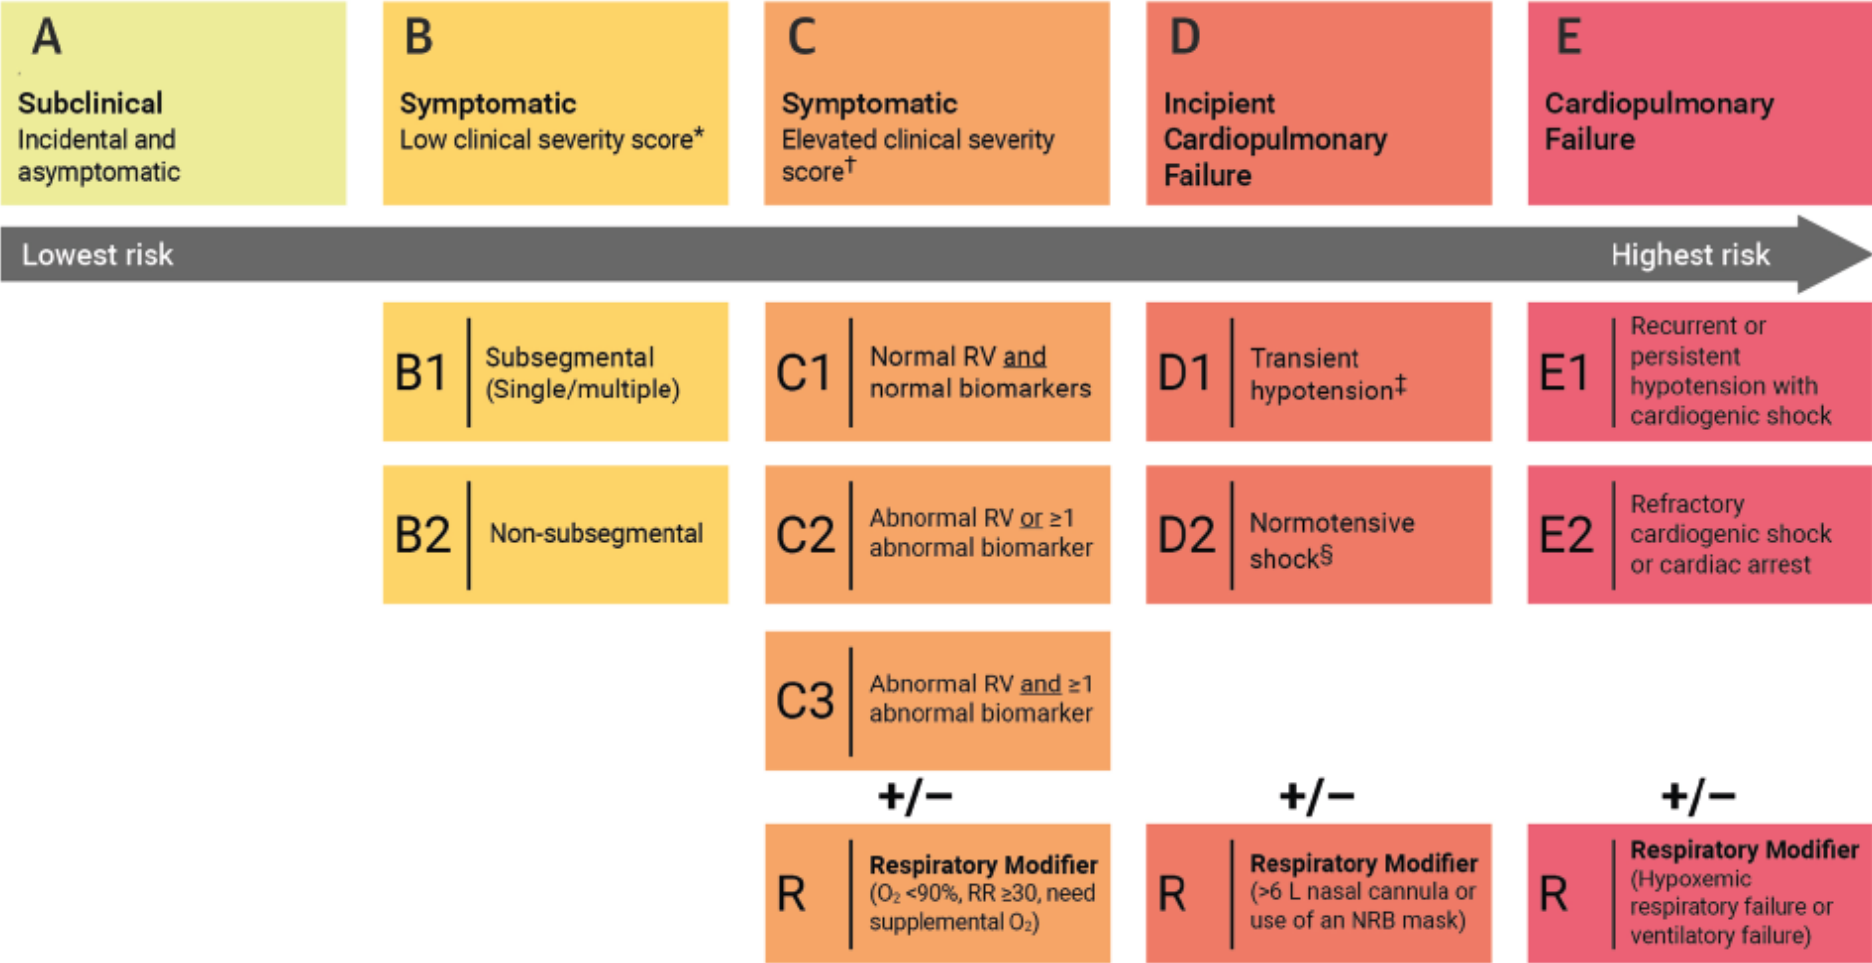 A
Subclinical
Incidental and
asymptomatic
B
Symptomatic
Low clinical severity score*
C
Symptomatic
Elevated clinical severity
score†
D
Incipient
Cardiopulmonary
Failure
E
Cardiopulmonary
Failure
Lowest risk
Highest risk
B1
Subsegmental
(Single/multiple)
C1
Normal RV and
normal biomarkers
D1
Transient
hypotension‡
E1
Recurrent or
persistent
hypotension with
cardiogenic shock
B2
Non-subsegmental
C2
Abnormal RV or ≥1
abnormal biomarker
D2
Normotensive
shock§
E2
Refractory
cardiogenic shock
or cardiac arrest
C3
Abnormal RV and ≥1
abnormal biomarker
+/−
+/−
+/−
R
Respiratory Modifier
(O₂ <90%, RR ≥30, need
supplemental O₂)
R
Respiratory Modifier
(>6 L nasal cannula or
use of an NRB mask)
R
Respiratory Modifier
(Hypoxemic
respiratory failure or
ventilatory failure)